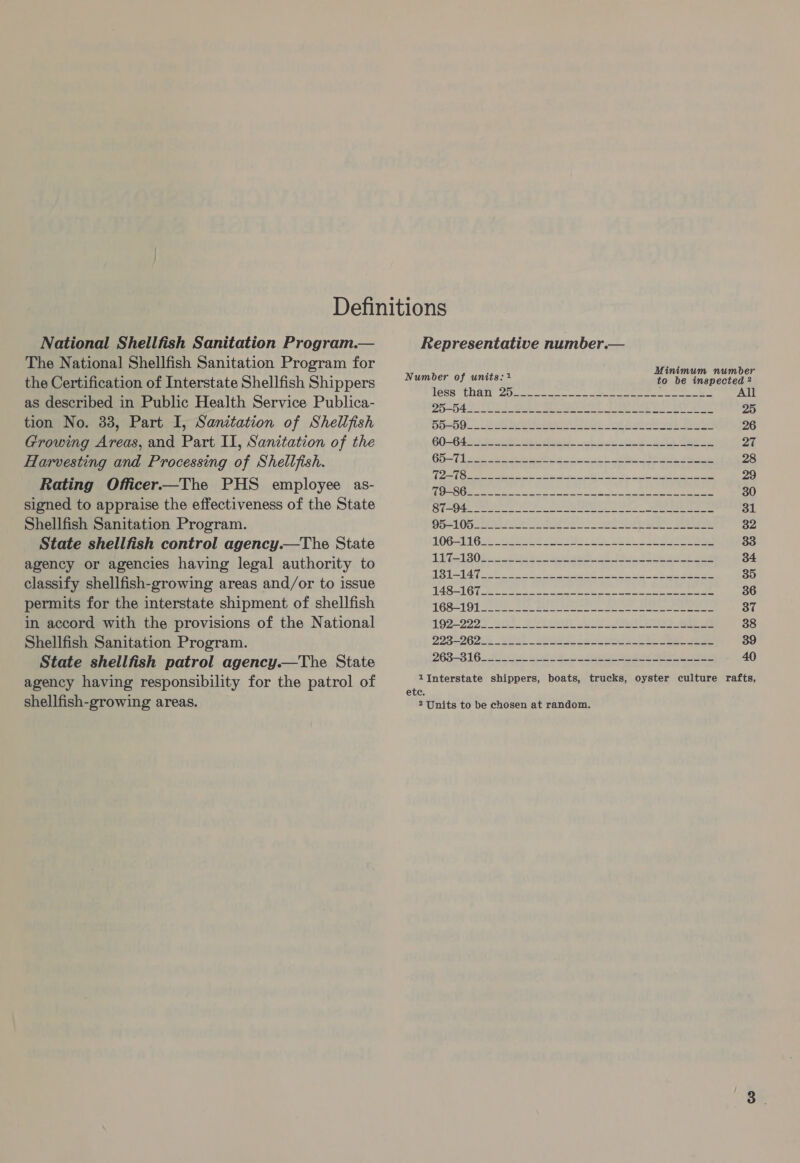 Definitions
National Shellfish Sanitation Program.—
The National Shellfish Sanitation Program for
the Certification of Interstate Shellfish Shippers
as described in Public Health Service Publica-
tion No. 33, Part I, Sanitation of Shellfish
Growing Areas, and Part II, Sanitation of the
Harvesting and Processing of Shellfish.
Rating Officer.—The PHS employee as-
signed to appraise the effectiveness of the State
Shellfish Sanitation Program.
State shellfish control agency.—The State
agency or agencies having legal authority to
classify shellfish-growing areas and/or to issue
permits for the interstate shipment of shellfish
in accord with the provisions of the National
Shellfish Sanitation Program.
State shellfish patrol agency.—The State
agency having responsibility for the patrol of
shellfish-growing areas.
Representative number.—
Number of units:¹ Minimum number to be inspected²
less than 25 All
25–54 25
55–59 26
60–64 27
65–71 28
72–78 29
79–86 30
87–94 31
95–105 32
106–116 33
117–130 34
131–147 35
148–167 36
168–191 37
192–222 38
223–262 39
263–316 40
¹ Interstate shippers, boats, trucks, oyster culture rafts,
etc.
² Units to be chosen at random.
3